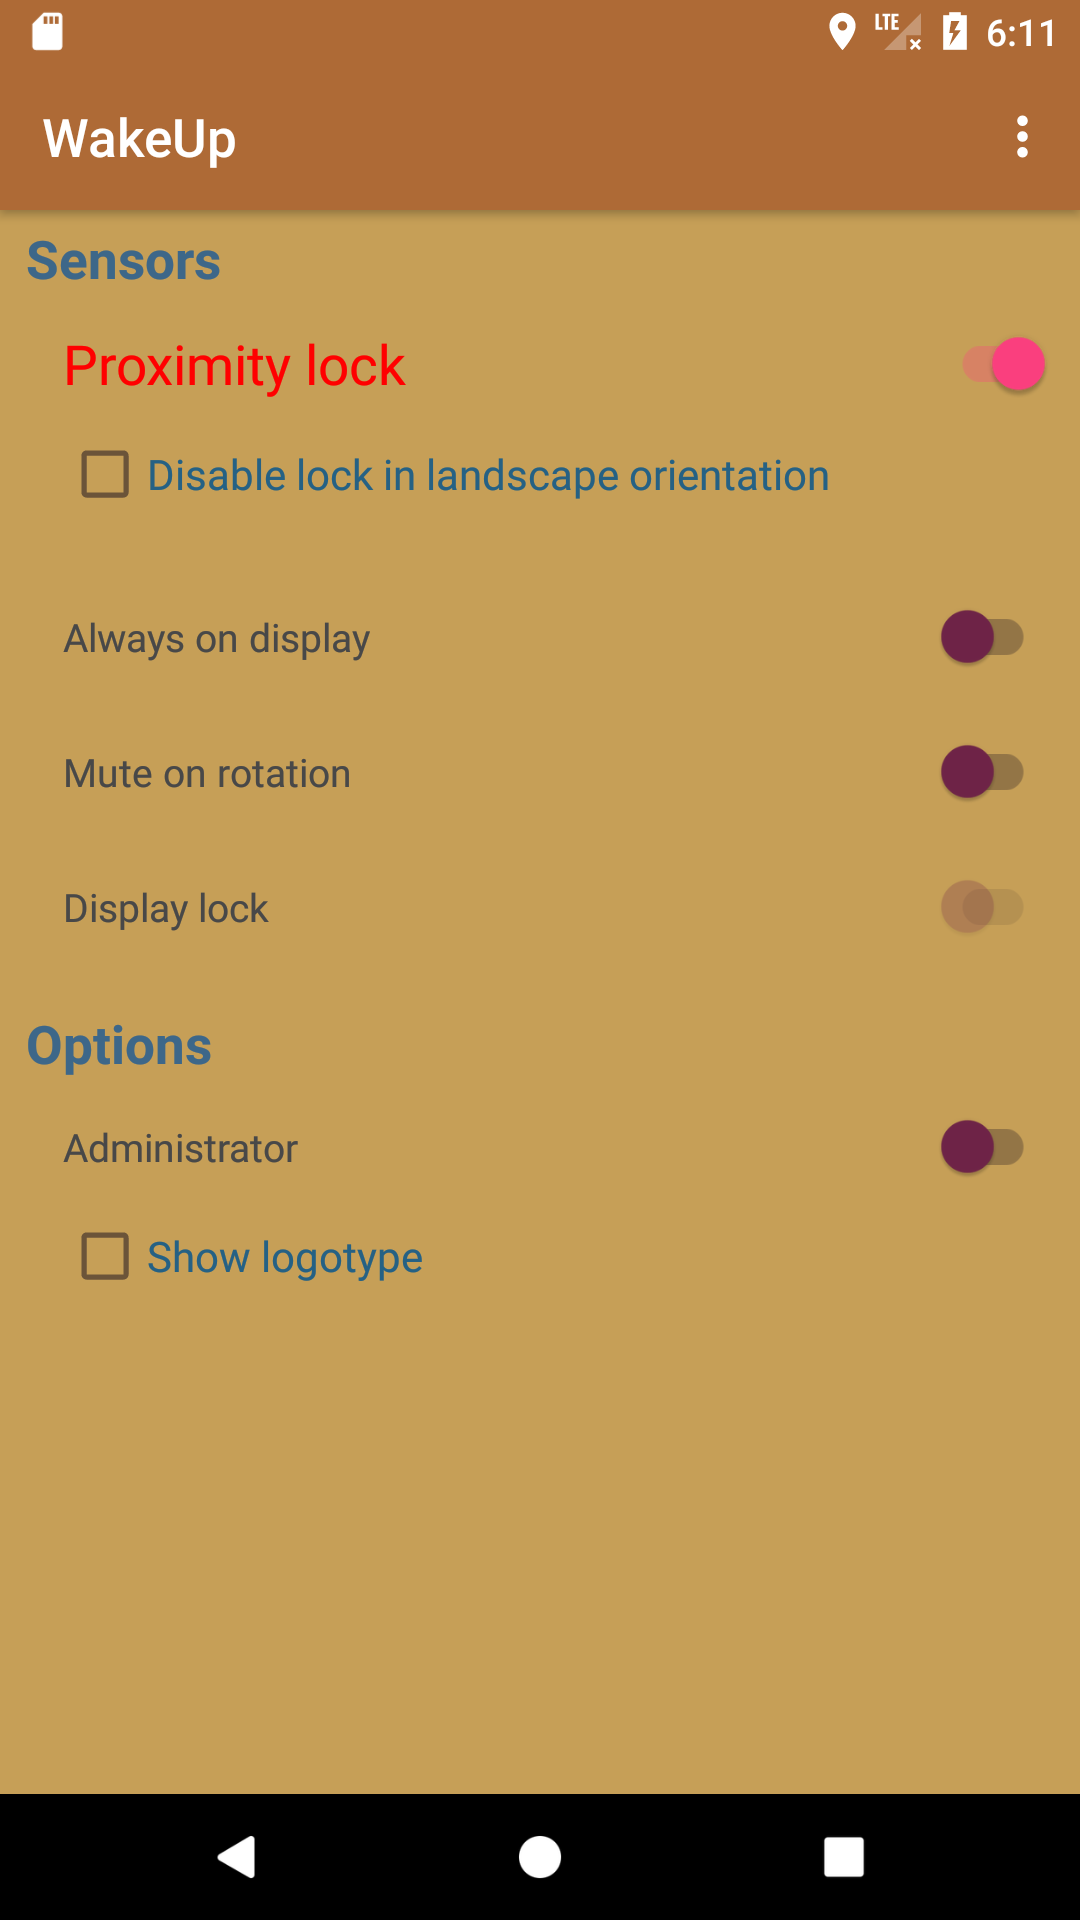 LTE 6:11
WakeUp
Sensors
Proximity lock
Disable lock in landscape orientation
Always on display
Mute on rotation
Display lock
Options
Administrator
Show logotype